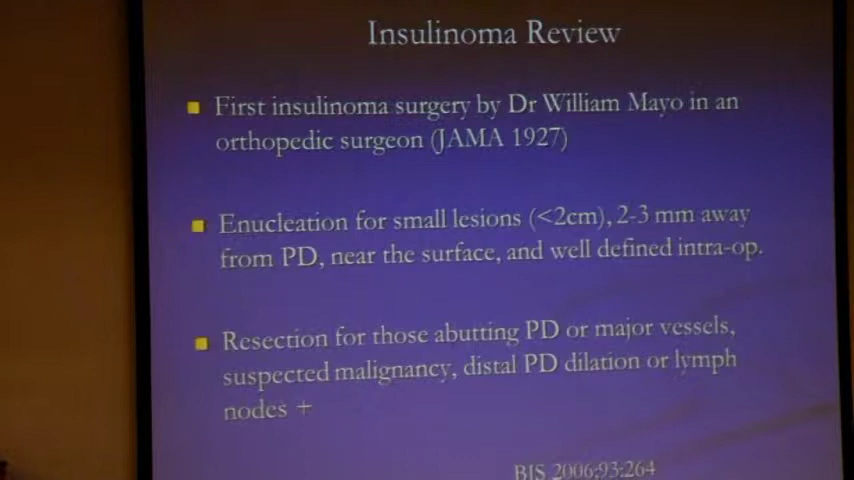 Insulinoma Review
First insulinoma surgery by Dr William Mayo in an
orthopedic surgeon (JAMA 1927)
Enucleation for small lesions (<2cm), 2-3 mm away
from PD, near the surface, and well defined intra-op.
Resection for those abutting PD or major vessels,
suspected malignancy, distal PD dilation or lymph
nodes +
BJS 2006;93:264